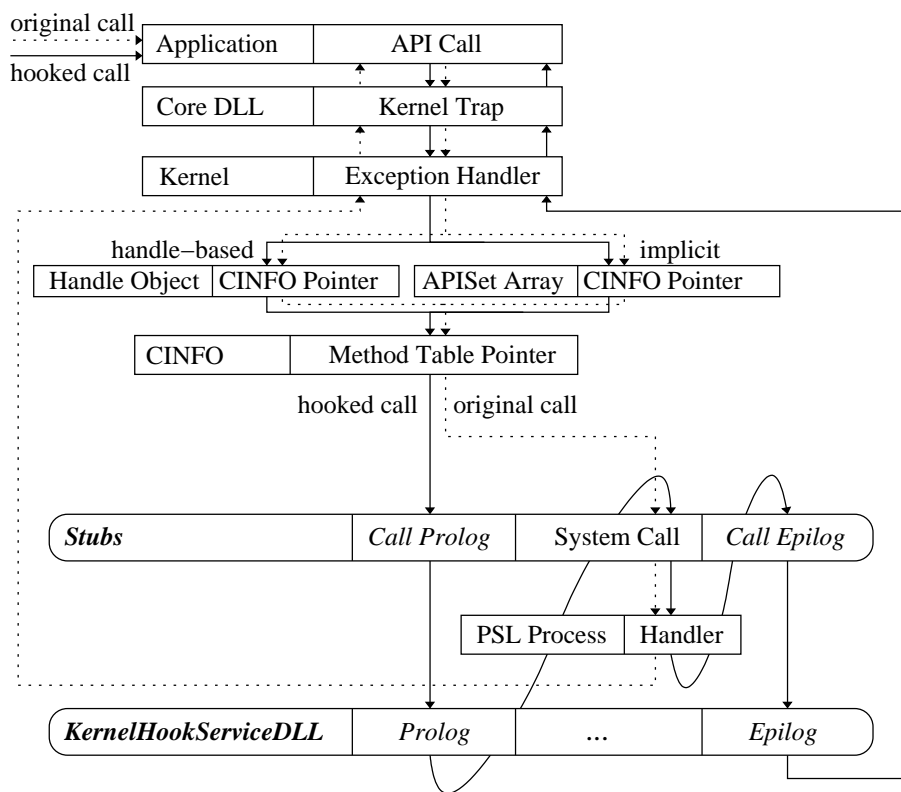 original call
hooked call
Application
API Call
Core DLL
Kernel Trap
Kernel
Exception Handler
handle−based
implicit
Handle Object
CINFO Pointer
APISet Array
CINFO Pointer
CINFO
Method Table Pointer
hooked call
original call
Stubs
Call Prolog
System Call
Call Epilog
PSL Process
Handler
KernelHookServiceDLL
Prolog
...
Epilog